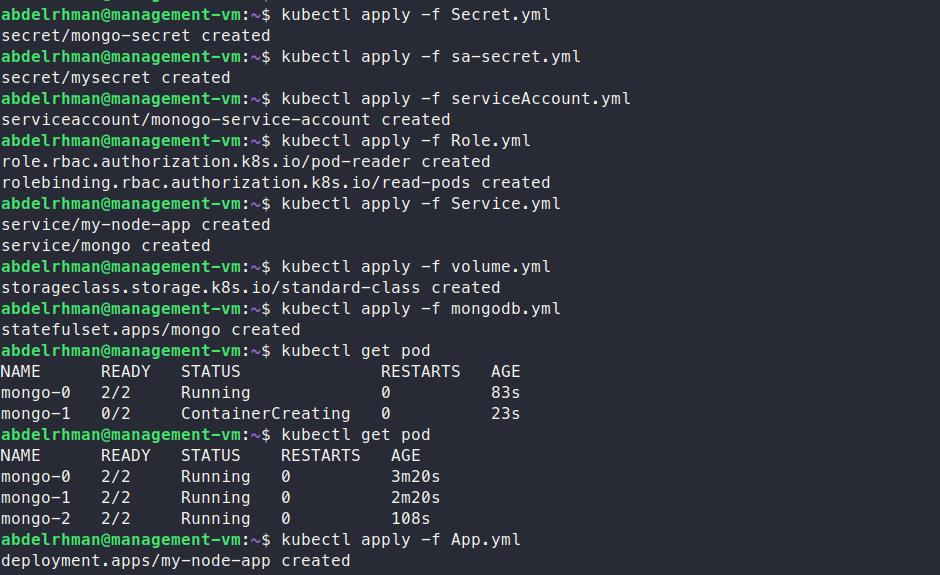 abdelrhman@management-vm:~$ kubectl apply -f Secret.yml
secret/mongo-secret created
abdelrhman@management-vm:~$ kubectl apply -f sa-secret.yml
secret/mysecret created
abdelrhman@management-vm:~$ kubectl apply -f serviceAccount.yml
serviceaccount/monogo-service-account created
abdelrhman@management-vm:~$ kubectl apply -f Role.yml
role.rbac.authorization.k8s.io/pod-reader created
rolebinding.rbac.authorization.k8s.io/read-pods created
abdelrhman@management-vm:~$ kubectl apply -f Service.yml
service/my-node-app created
service/mongo created
abdelrhman@management-vm:~$ kubectl apply -f volume.yml
storageclass.storage.k8s.io/standard-class created
abdelrhman@management-vm:~$ kubectl apply -f mongodb.yml
statefulset.apps/mongo created
abdelrhman@management-vm:~$ kubectl get pod
NAME      READY   STATUS              RESTARTS   AGE
mongo-0   2/2     Running             0          83s
mongo-1   0/2     ContainerCreating   0          23s
abdelrhman@management-vm:~$ kubectl get pod
NAME      READY   STATUS    RESTARTS   AGE
mongo-0   2/2     Running   0          3m20s
mongo-1   2/2     Running   0          2m20s
mongo-2   2/2     Running   0          108s
abdelrhman@management-vm:~$ kubectl apply -f App.yml
deployment.apps/my-node-app created